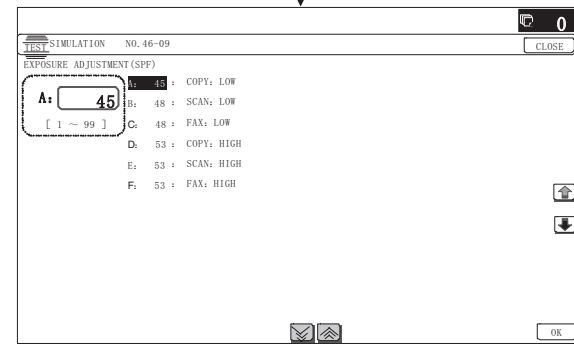 0
TEST SIMULATION NO.46-09
CLOSE
EXPOSURE ADJUSTMENT(SPF)
A: 45
[ 1 ~ 99 ]
A: 45 : COPY: LOW
B: 48 : SCAN: LOW
C: 48 : FAX: LOW
D: 53 : COPY: HIGH
E: 53 : SCAN: HIGH
F: 53 : FAX: HIGH
OK